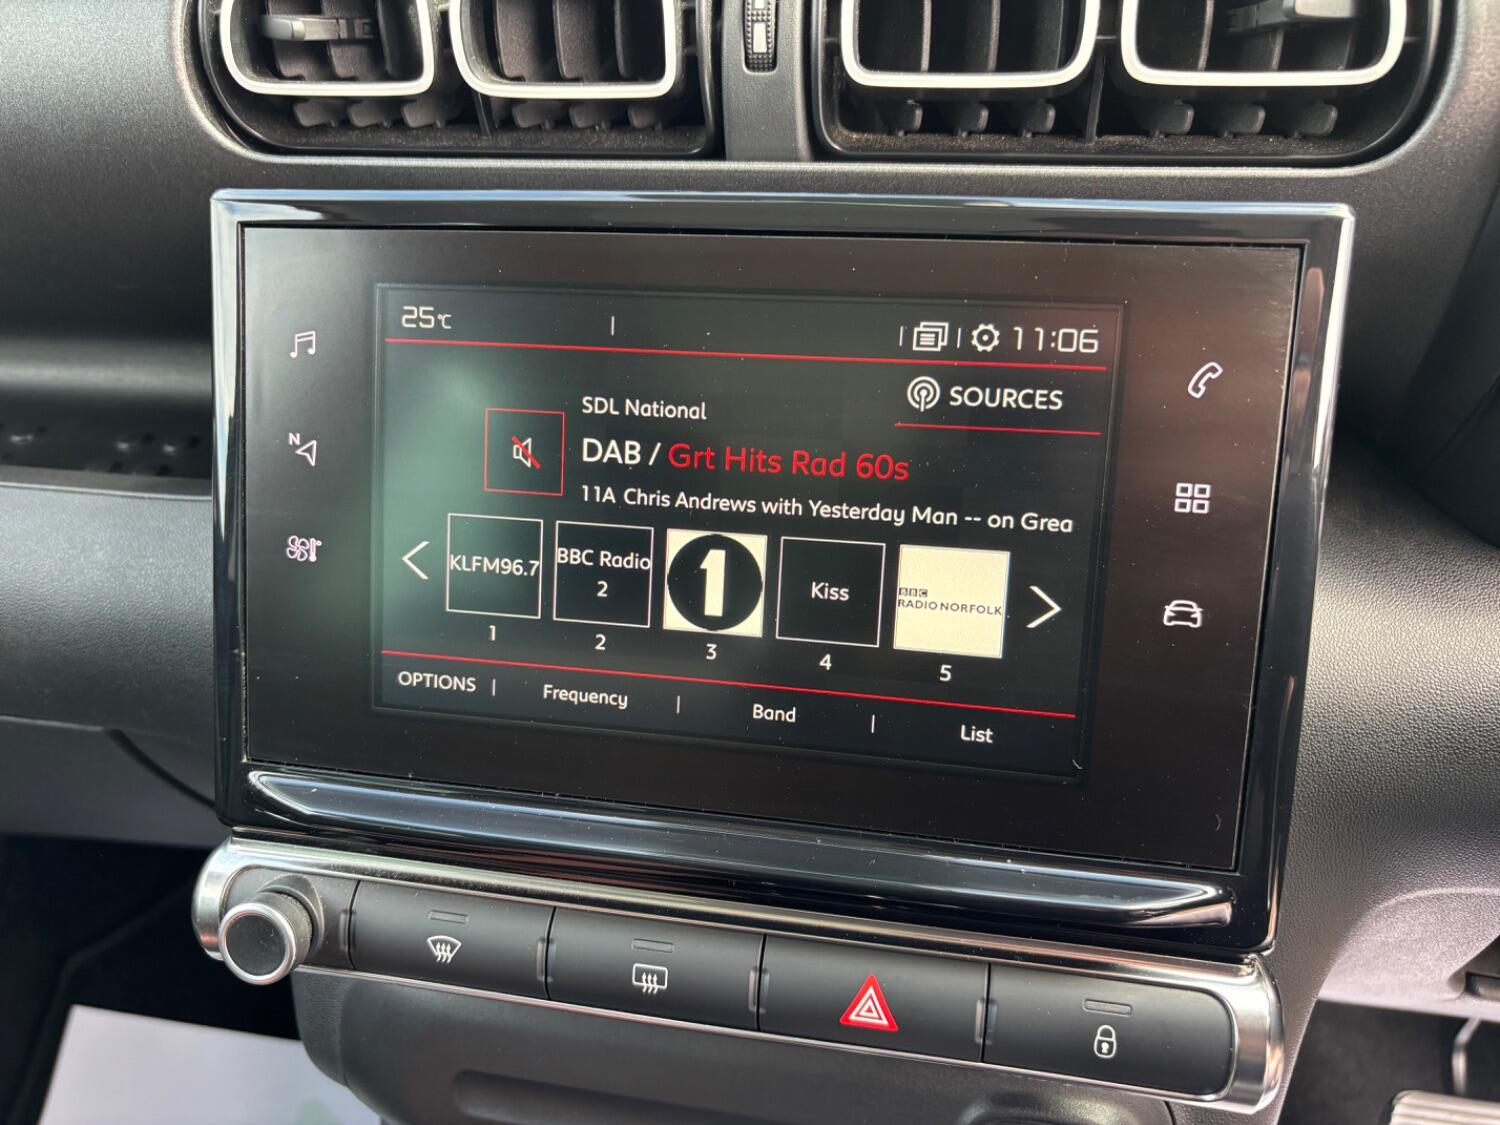 25°C
11:06
SOURCES
SDL National
DAB / Grt Hits Rad 60s
11A Chris Andrews with Yesterday Man -- on Grea
N
KLFM96.7
BBC Radio
2
1
Kiss
BBC
RADIO NORFOLK
1
2
3
4
5
OPTIONS | Frequency | Band | List